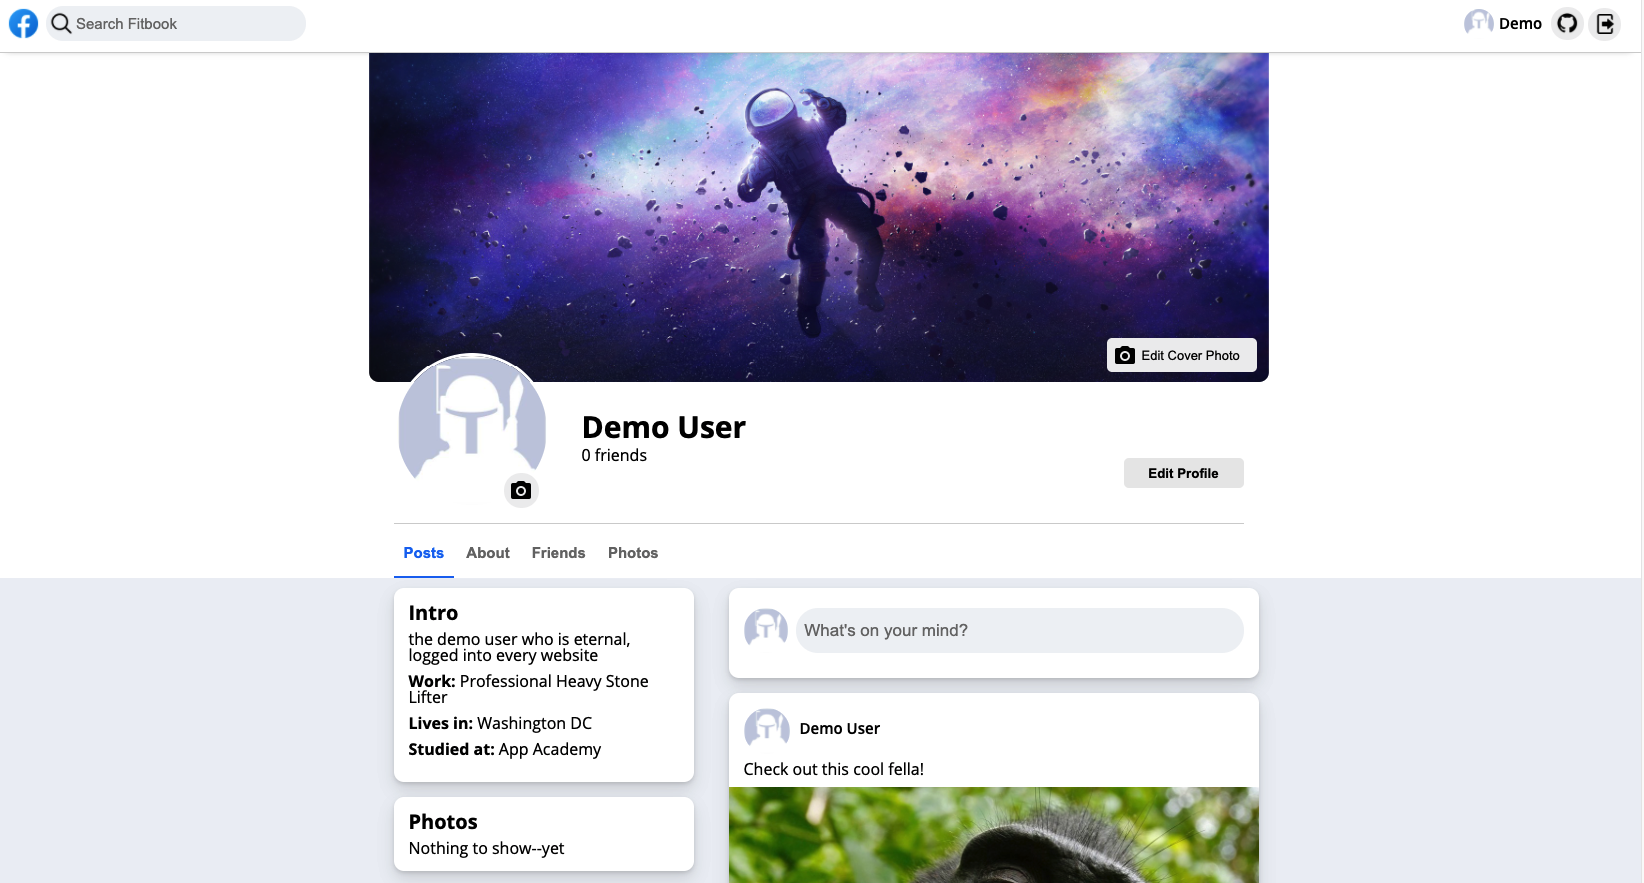 Search Fitbook
Demo
Edit Cover Photo
Demo User
0 friends
Edit Profile
Posts
About
Friends
Photos
Intro
the demo user who is eternal,
logged into every website
Work: Professional Heavy Stone
Lifter
Lives in: Washington DC
Studied at: App Academy
Photos
Nothing to show--yet
What's on your mind?
Demo User
Check out this cool fella!